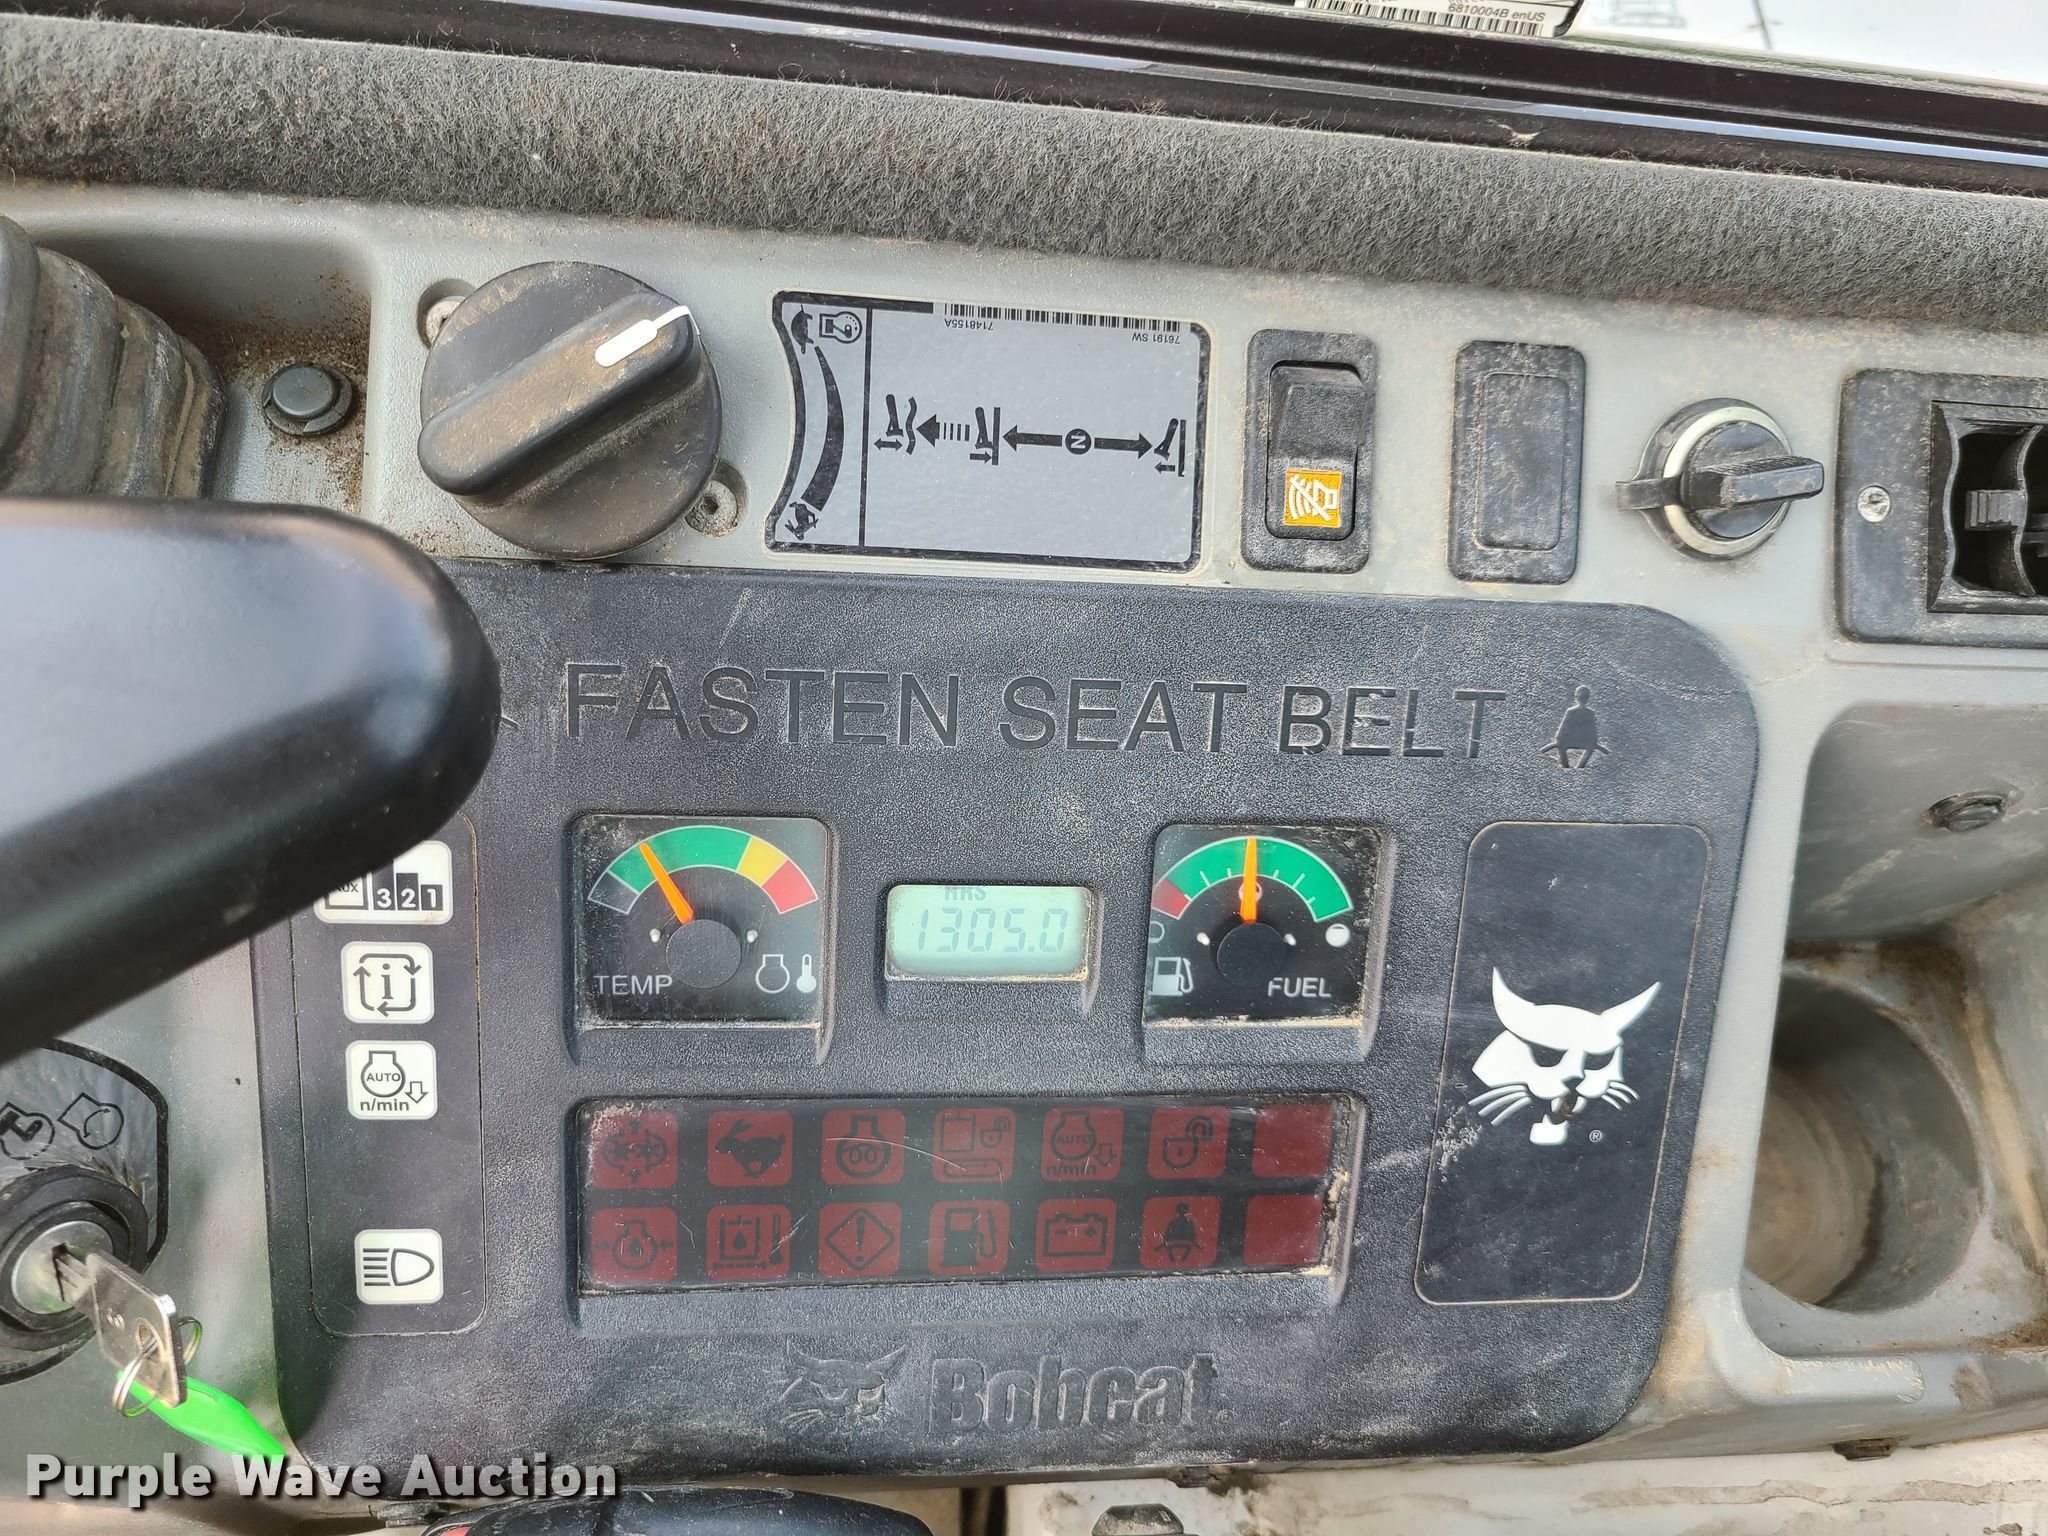 6810004B enUS
7148155A
76191 SW
N
FASTEN SEAT BELT
AUX 3 2 1
i
AUTO
n/min
TEMP
HRS
1305.0
FUEL
AUTO
n/min
®
Bobcat
Purple Wave Auction